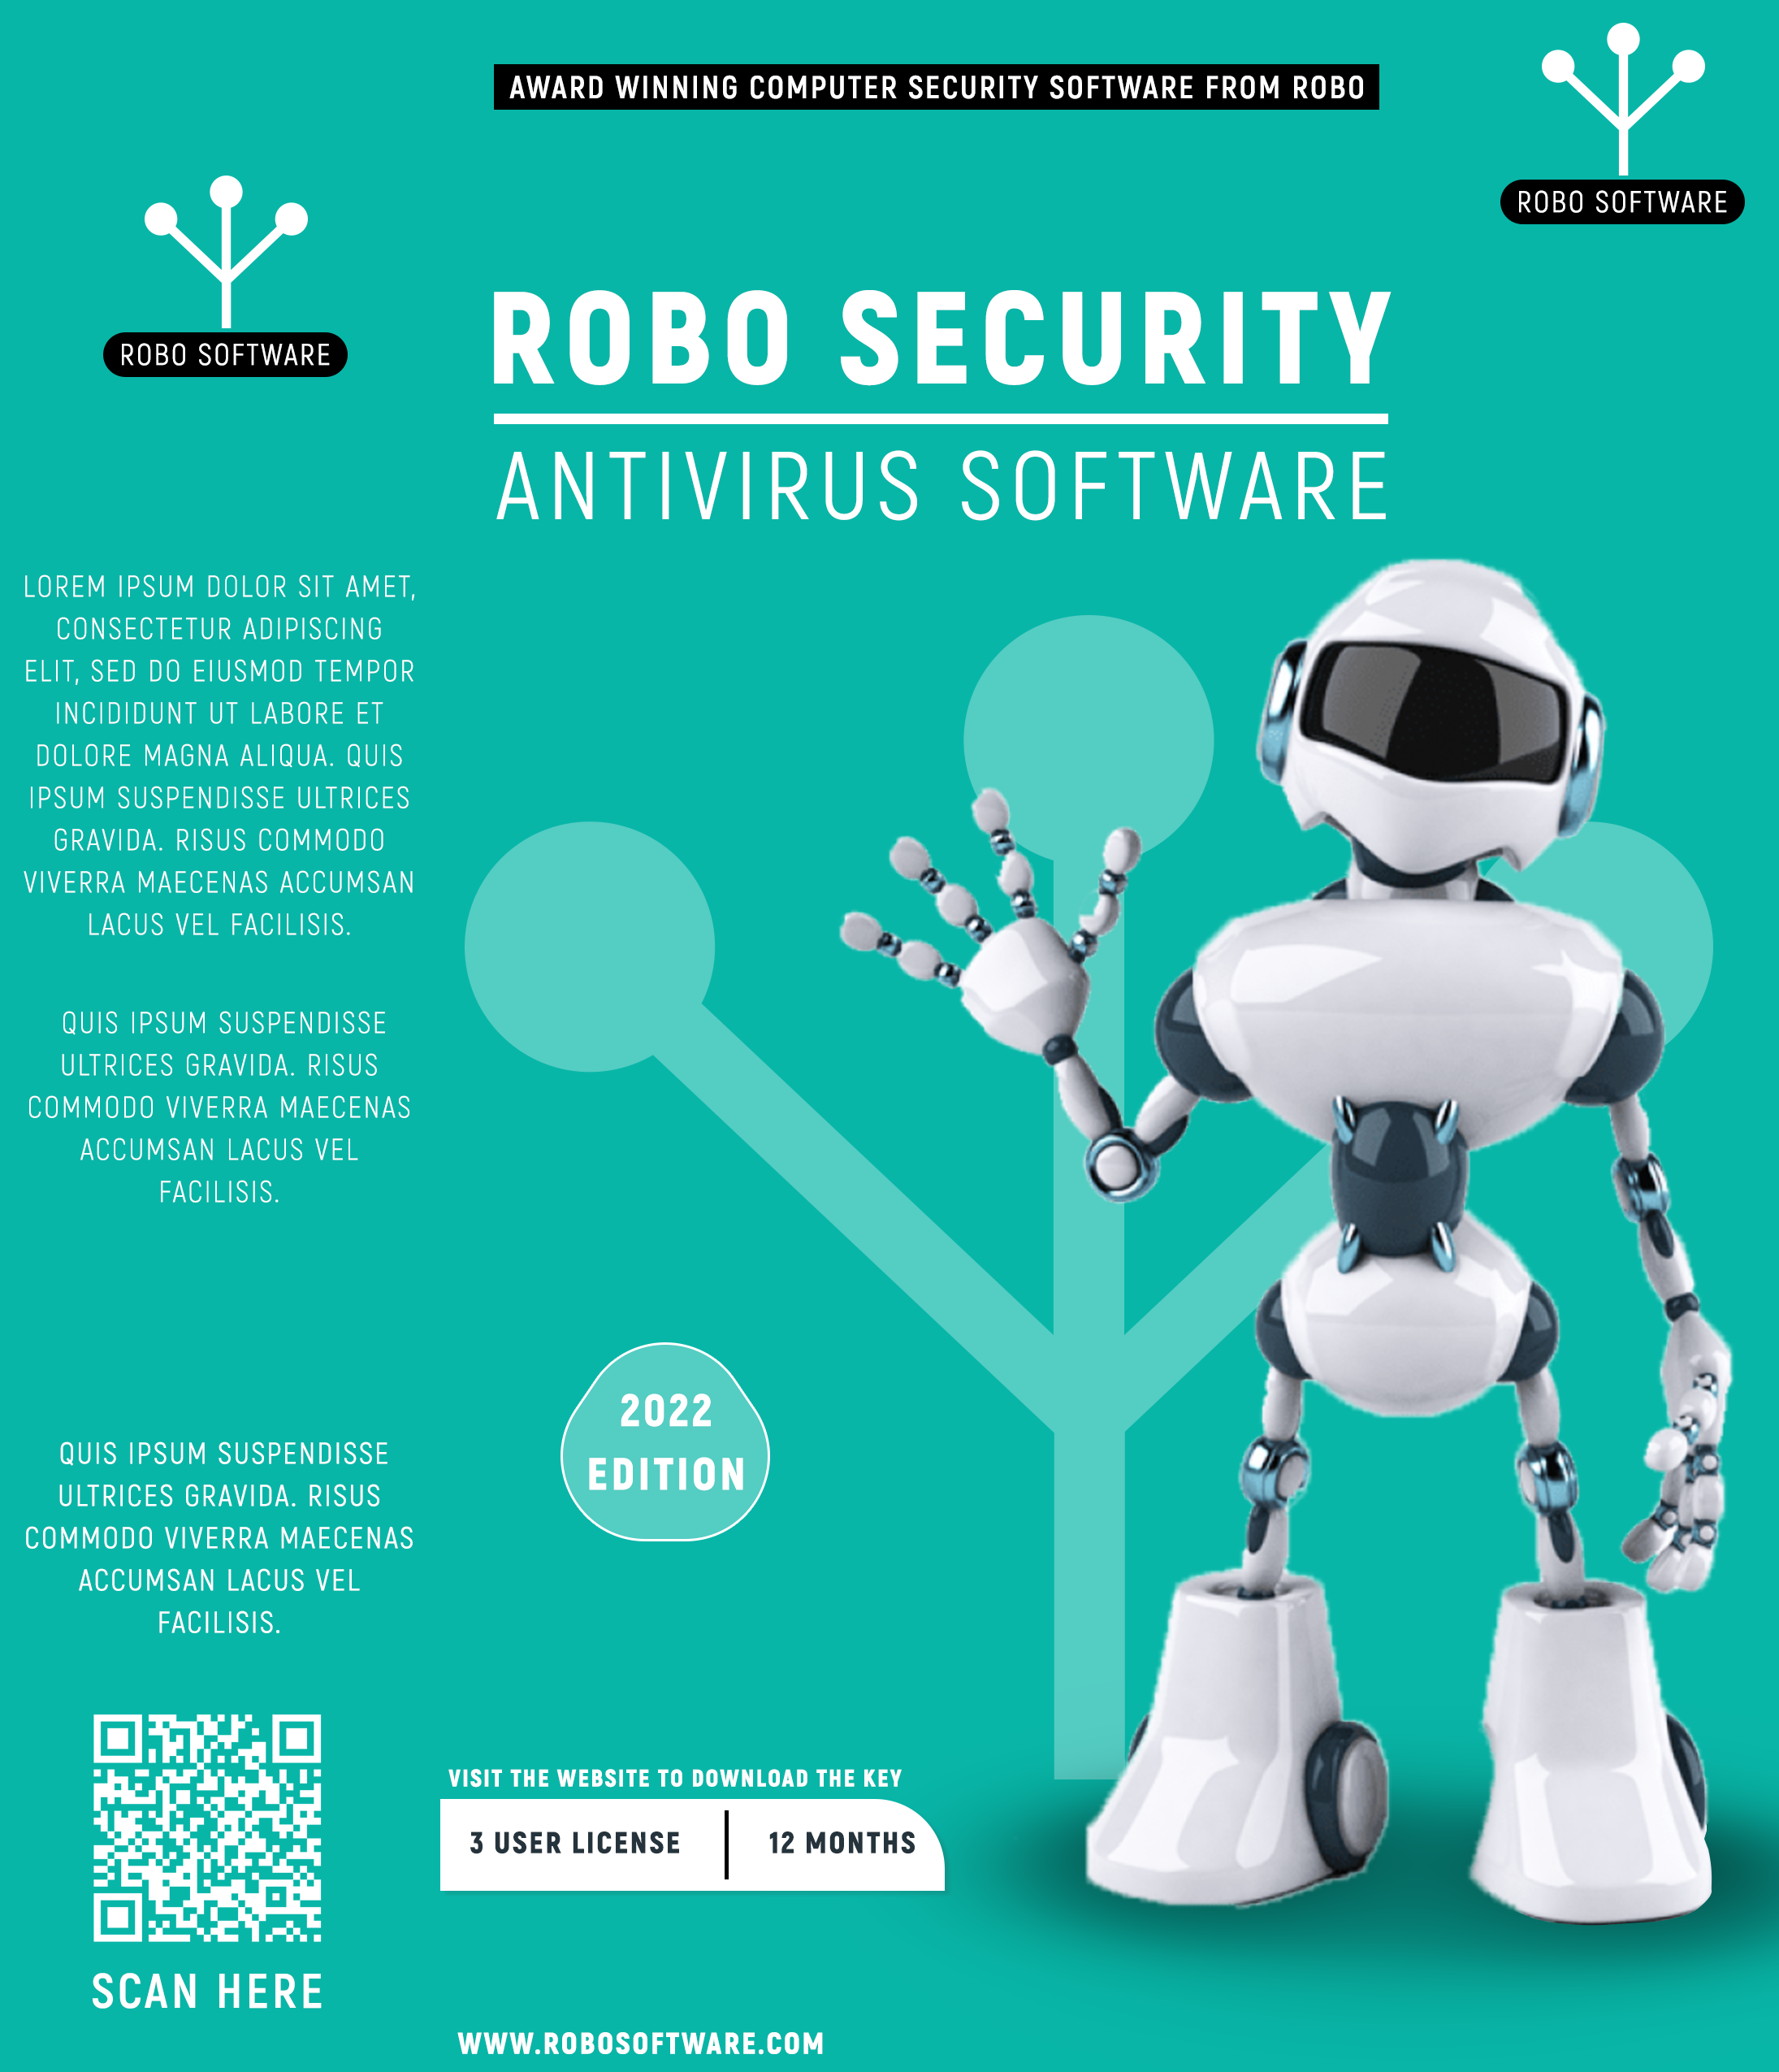 AWARD WINNING COMPUTER SECURITY SOFTWARE FROM ROBO
ROBO SOFTWARE
ROBO SOFTWARE
ROBO SECURITY
ANTIVIRUS SOFTWARE
LOREM IPSUM DOLOR SIT AMET,
CONSECTETUR ADIPISCING
ELIT, SED DO EIUSMOD TEMPOR
INCIDIDUNT UT LABORE ET
DOLORE MAGNA ALIQUA. QUIS
IPSUM SUSPENDISSE ULTRICES
GRAVIDA. RISUS COMMODO
VIVERRA MAECENAS ACCUMSAN
LACUS VEL FACILISIS.
QUIS IPSUM SUSPENDISSE
ULTRICES GRAVIDA. RISUS
COMMODO VIVERRA MAECENAS
ACCUMSAN LACUS VEL
FACILISIS.
2022
EDITION
QUIS IPSUM SUSPENDISSE
ULTRICES GRAVIDA. RISUS
COMMODO VIVERRA MAECENAS
ACCUMSAN LACUS VEL
FACILISIS.
VISIT THE WEBSITE TO DOWNLOAD THE KEY
3 USER LICENSE
12 MONTHS
SCAN HERE
WWW.ROBOSOFTWARE.COM